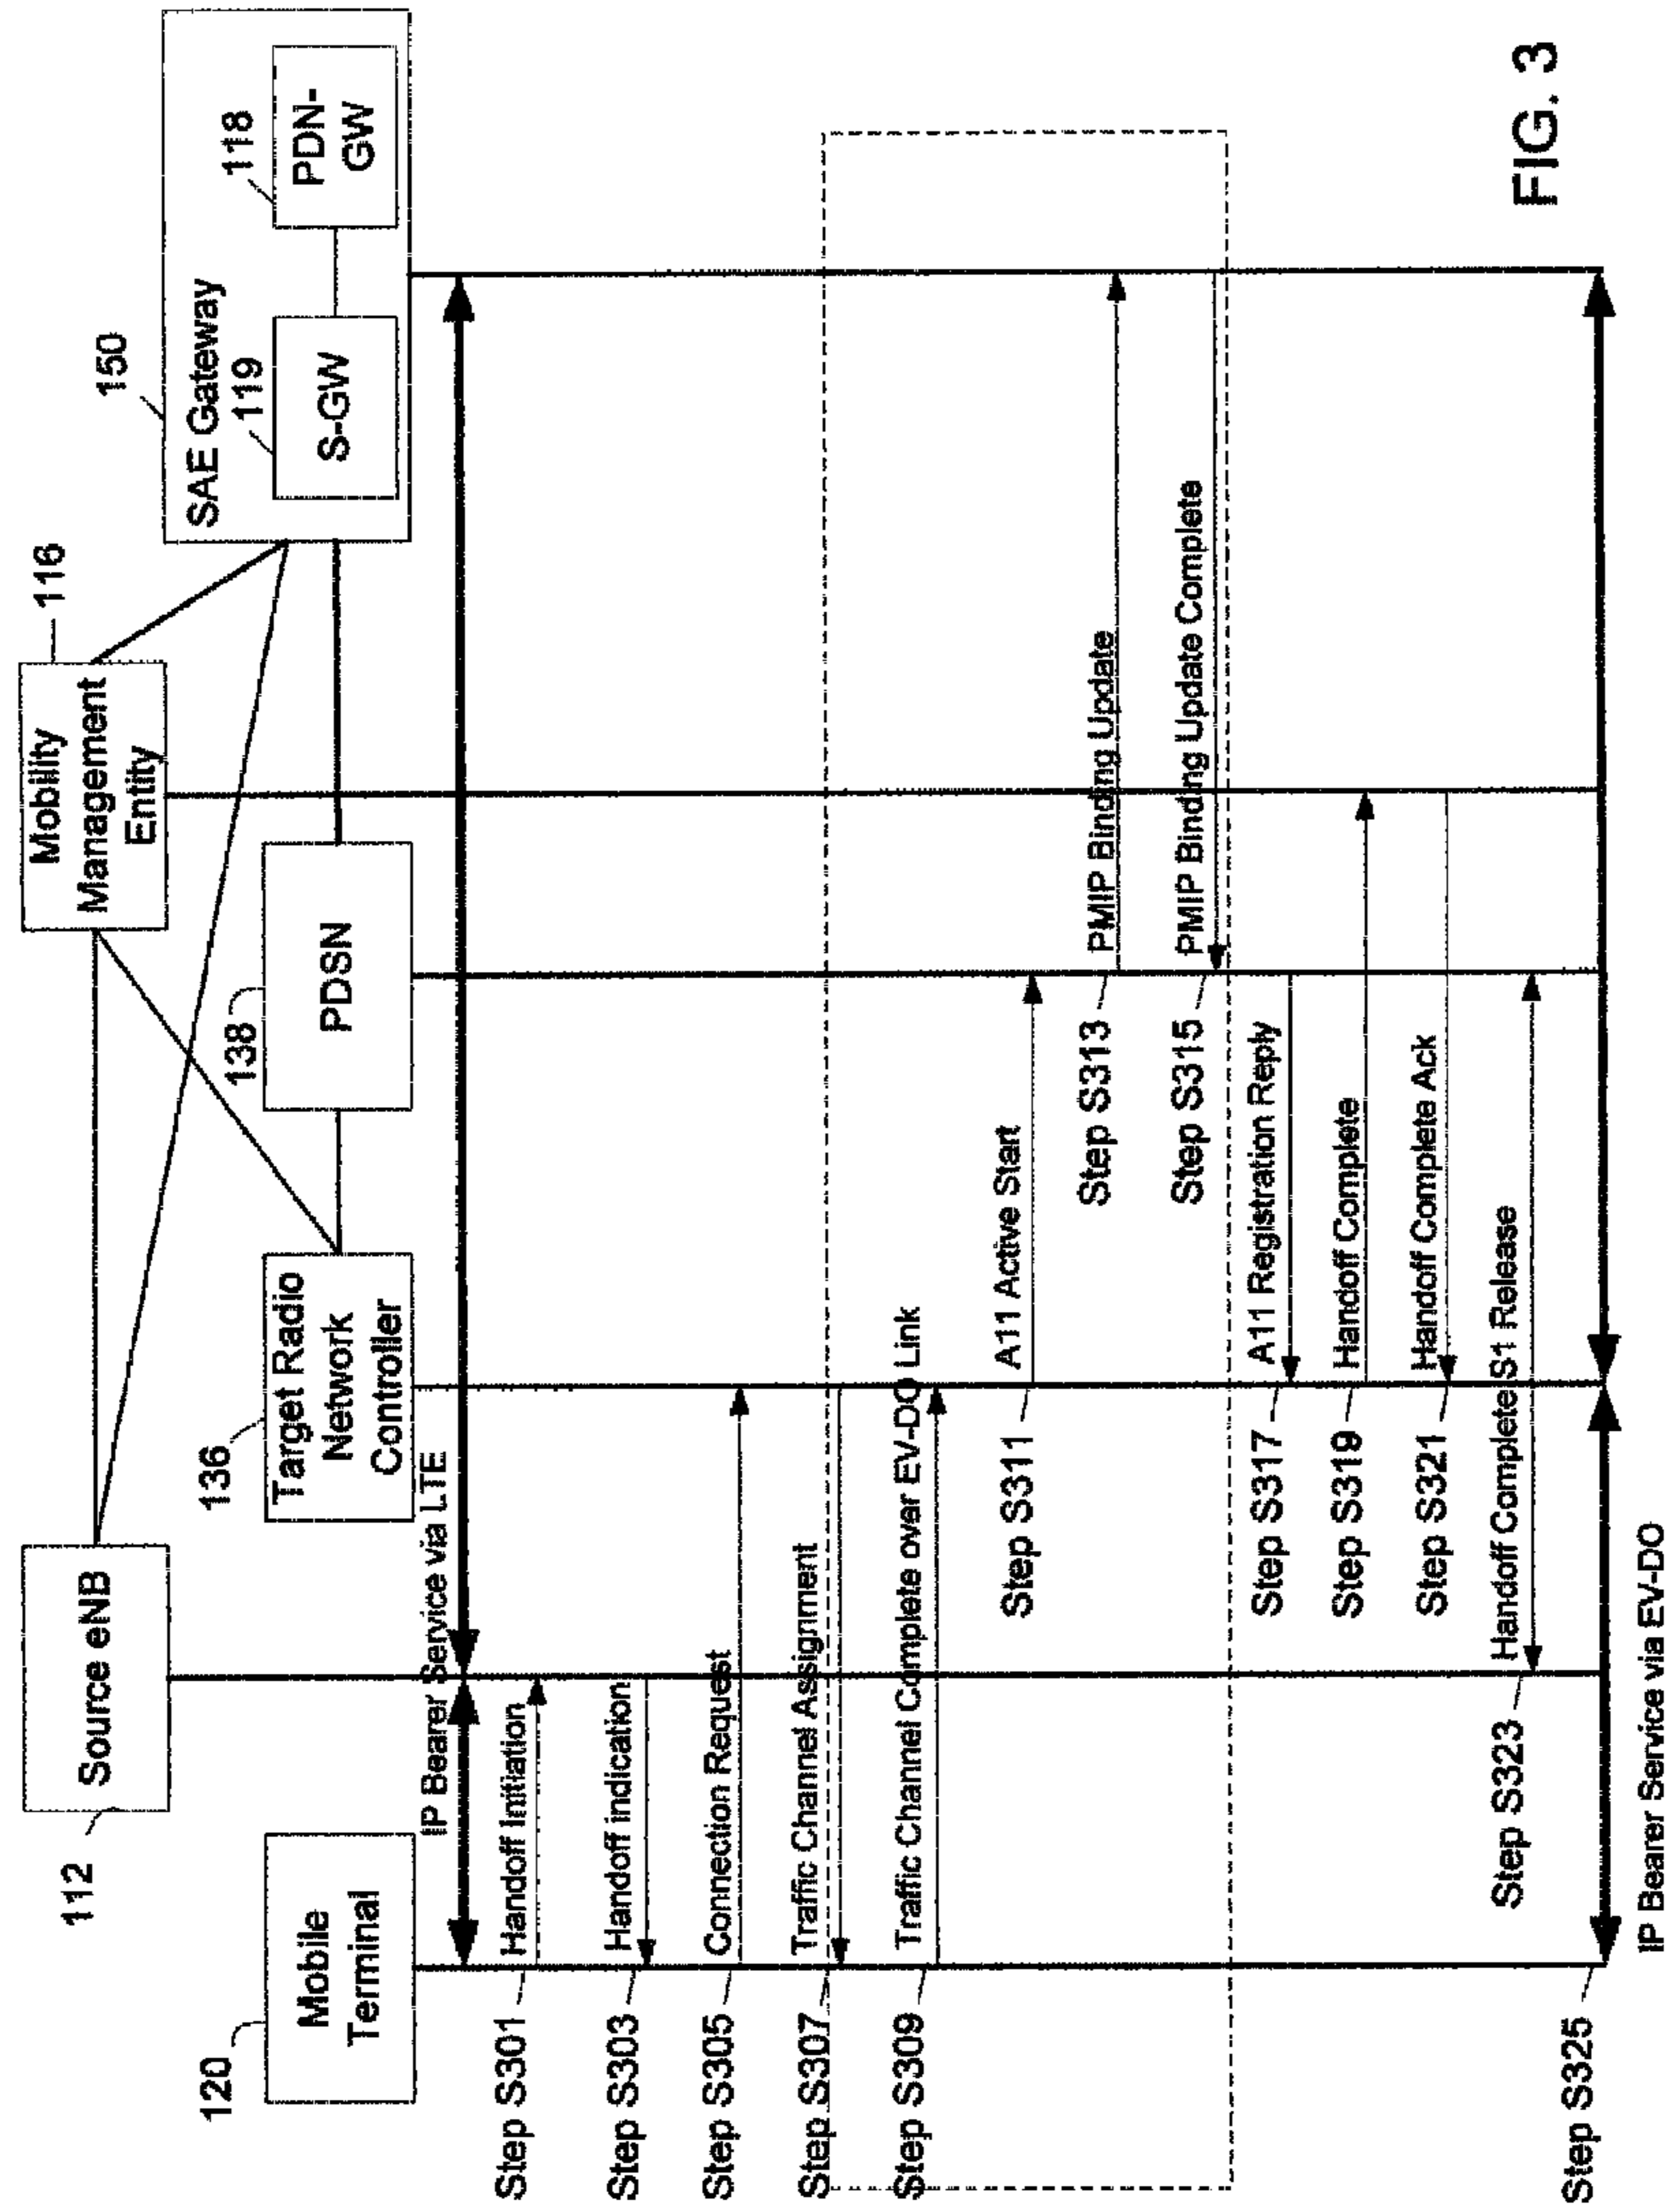 120
Mobile
Terminal
112
Source eNB
136
Target Radio
Network
Controller
138
PDSN
Mobility
Management
Entity
116
150
SAE Gateway
119
S-GW
118
PDN-
GW
IP Bearer Service via LTE
Step S301
Handoff Initiation
Step S303
Handoff indication
Step S305
Connection Request
Step S307
Traffic Channel Assignment
Step S309
Traffic Channel Complete over EV-DO Link
Step S311
A11 Active Start
Step S313
PMIP Binding Update
Step S315
PMIP Binding Update Complete
Step S317
A11 Registration Reply
Step S319
Handoff Complete
Step S321
Handoff Complete Ack
Step S323
Handoff Complete S1 Release
Step S325
IP Bearer Service via EV-DO
FIG. 3